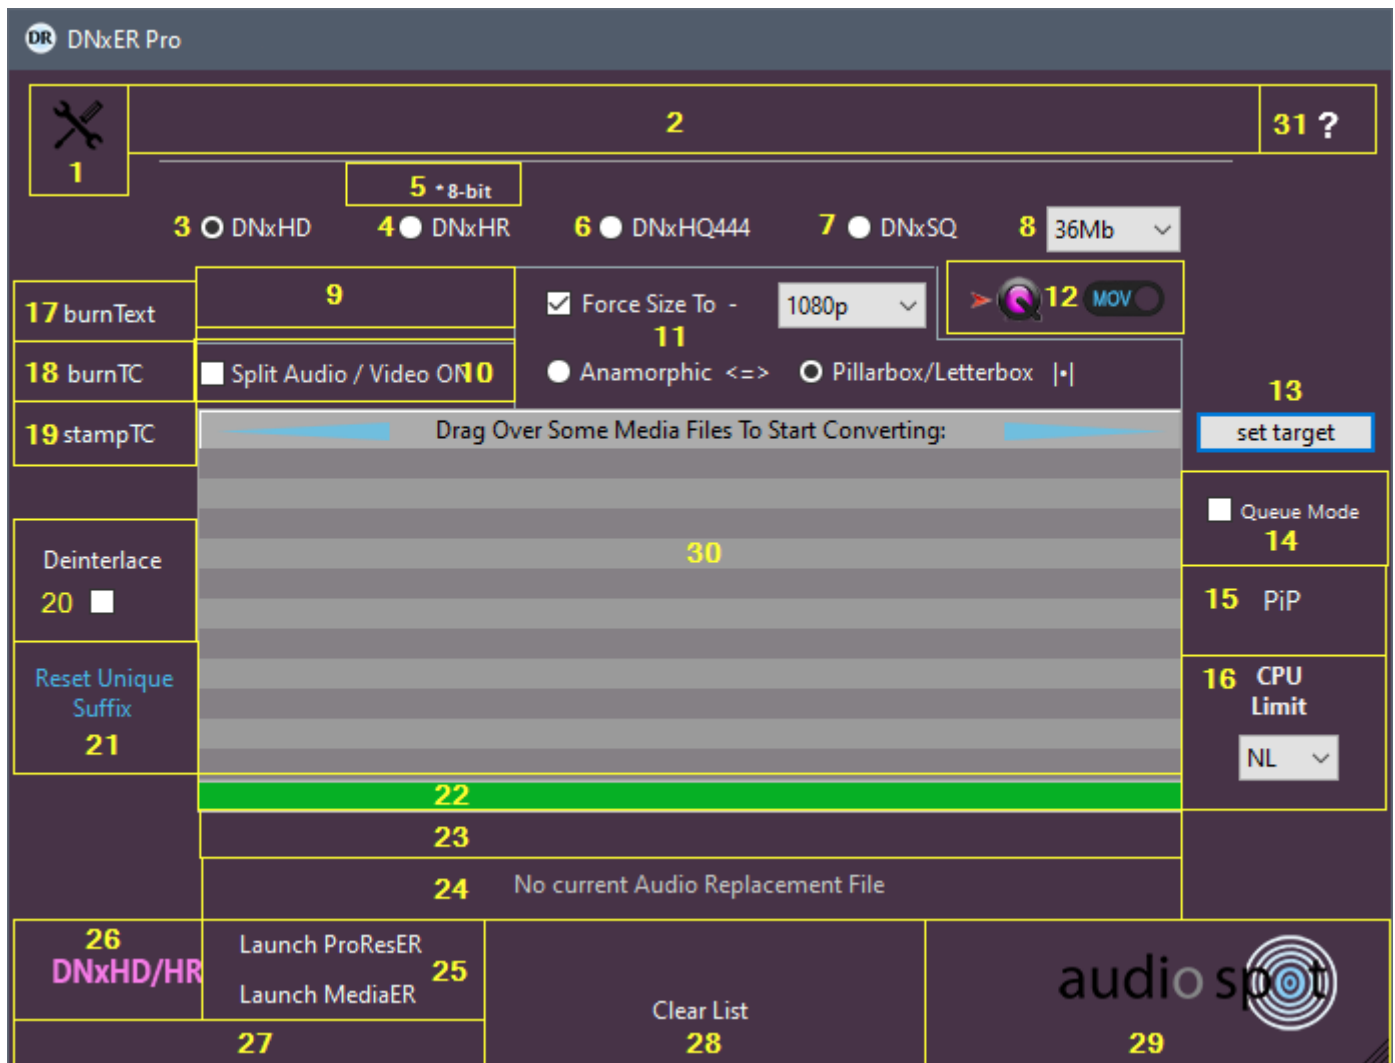 DR DNxER Pro
1
2
31 ?
5 *8-bit
3 DNxHD 4 DNxHR 6 DNxHQ444 7 DNxSQ 8 36Mb
9
17 burnText
Force Size To - 1080p
11
12 MOV
18 burnTC
Split Audio / Video ON 10
Anamorphic <=> Pillarbox/Letterbox |•|
13
19 stampTC
Drag Over Some Media Files To Start Converting:
set target
Queue Mode
14
Deinterlace
20
30
15 PiP
Reset Unique
Suffix
21
16 CPU
Limit
NL
22
23
24 No current Audio Replacement File
26
DNxHD/HR
Launch ProResER
25
Launch MediaER
27
Clear List
28
audio spot
29